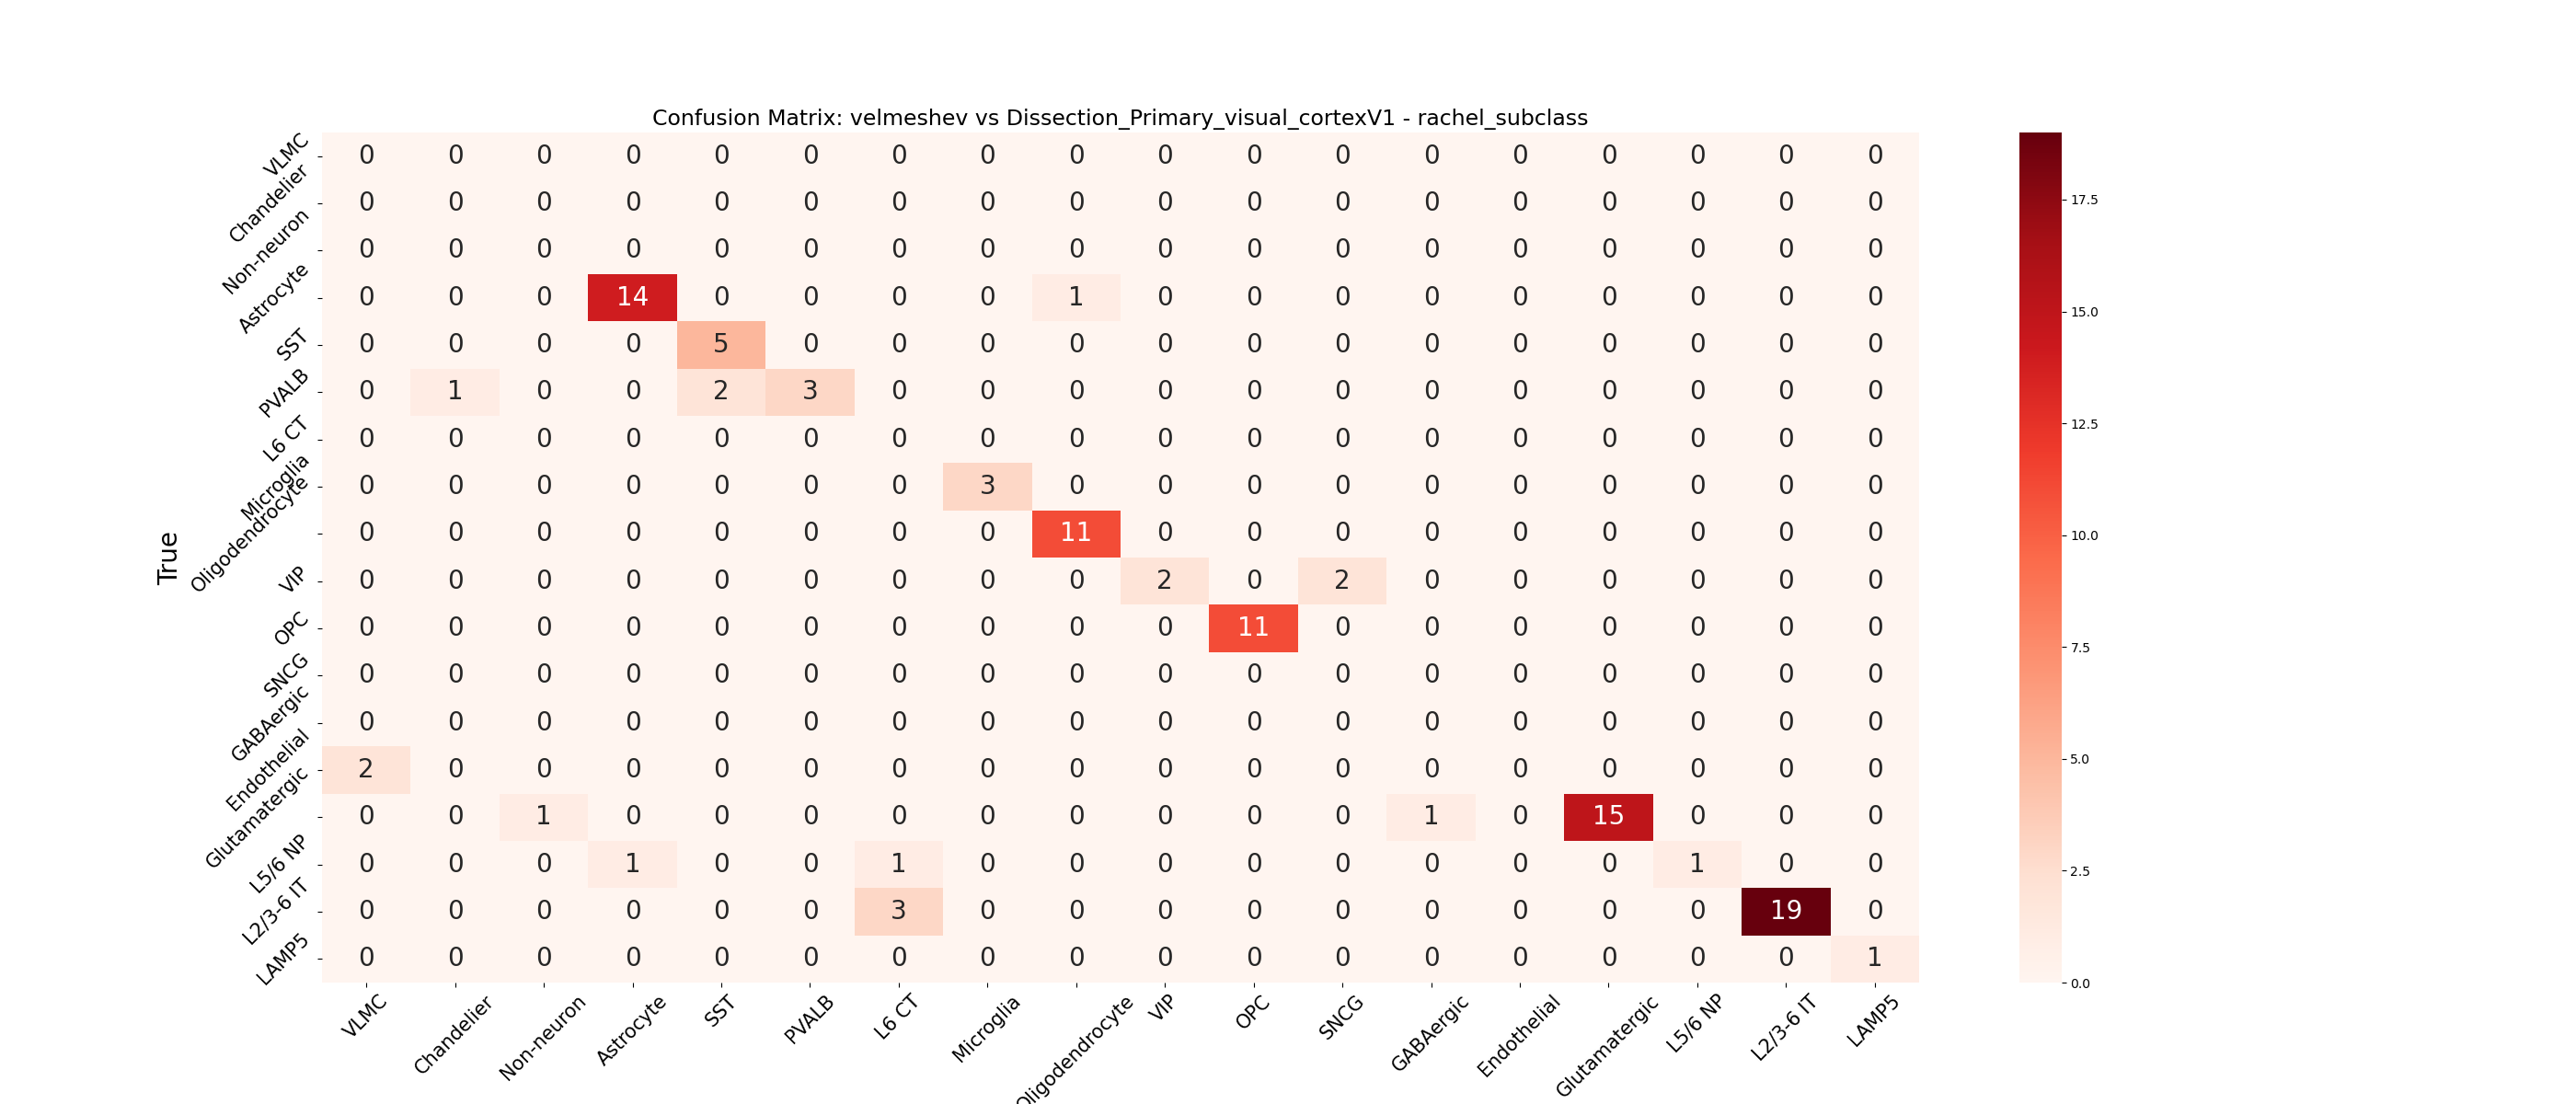 Confusion Matrix: velmeshev vs Dissection_Primary_visual_cortexV1 - rachel_subclass
True
VLMC 0 0 0 0 0 0 0 0 0 0 0 0 0 0 0 0 0 0
Chandelier 0 0 0 0 0 0 0 0 0 0 0 0 0 0 0 0 0 0
Non-neuron 0 0 0 0 0 0 0 0 0 0 0 0 0 0 0 0 0 0
Astrocyte 0 0 0 14 0 0 0 0 1 0 0 0 0 0 0 0 0 0
SST 0 0 0 0 5 0 0 0 0 0 0 0 0 0 0 0 0 0
PVALB 0 1 0 0 2 3 0 0 0 0 0 0 0 0 0 0 0 0
L6 CT 0 0 0 0 0 0 0 0 0 0 0 0 0 0 0 0 0 0
Microglia 0 0 0 0 0 0 0 3 0 0 0 0 0 0 0 0 0 0
Oligodendrocyte 0 0 0 0 0 0 0 0 11 0 0 0 0 0 0 0 0 0
VIP 0 0 0 0 0 0 0 0 0 2 0 2 0 0 0 0 0 0
OPC 0 0 0 0 0 0 0 0 0 0 11 0 0 0 0 0 0 0
SNCG 0 0 0 0 0 0 0 0 0 0 0 0 0 0 0 0 0 0
GABAergic 0 0 0 0 0 0 0 0 0 0 0 0 0 0 0 0 0 0
Endothelial 2 0 0 0 0 0 0 0 0 0 0 0 0 0 0 0 0 0
Glutamatergic 0 0 1 0 0 0 0 0 0 0 0 0 1 0 15 0 0 0
L5/6 NP 0 0 0 1 0 0 1 0 0 0 0 0 0 0 0 1 0 0
L2/3-6 IT 0 0 0 0 0 0 3 0 0 0 0 0 0 0 0 0 19 0
LAMP5 0 0 0 0 0 0 0 0 0 0 0 0 0 0 0 0 0 1
VLMC Chandelier Non-neuron Astrocyte SST PVALB L6 CT Microglia Oligodendrocyte VIP OPC SNCG GABAergic Endothelial Glutamatergic L5/6 NP L2/3-6 IT LAMP5
17.5
15.0
12.5
10.0
7.5
5.0
2.5
0.0